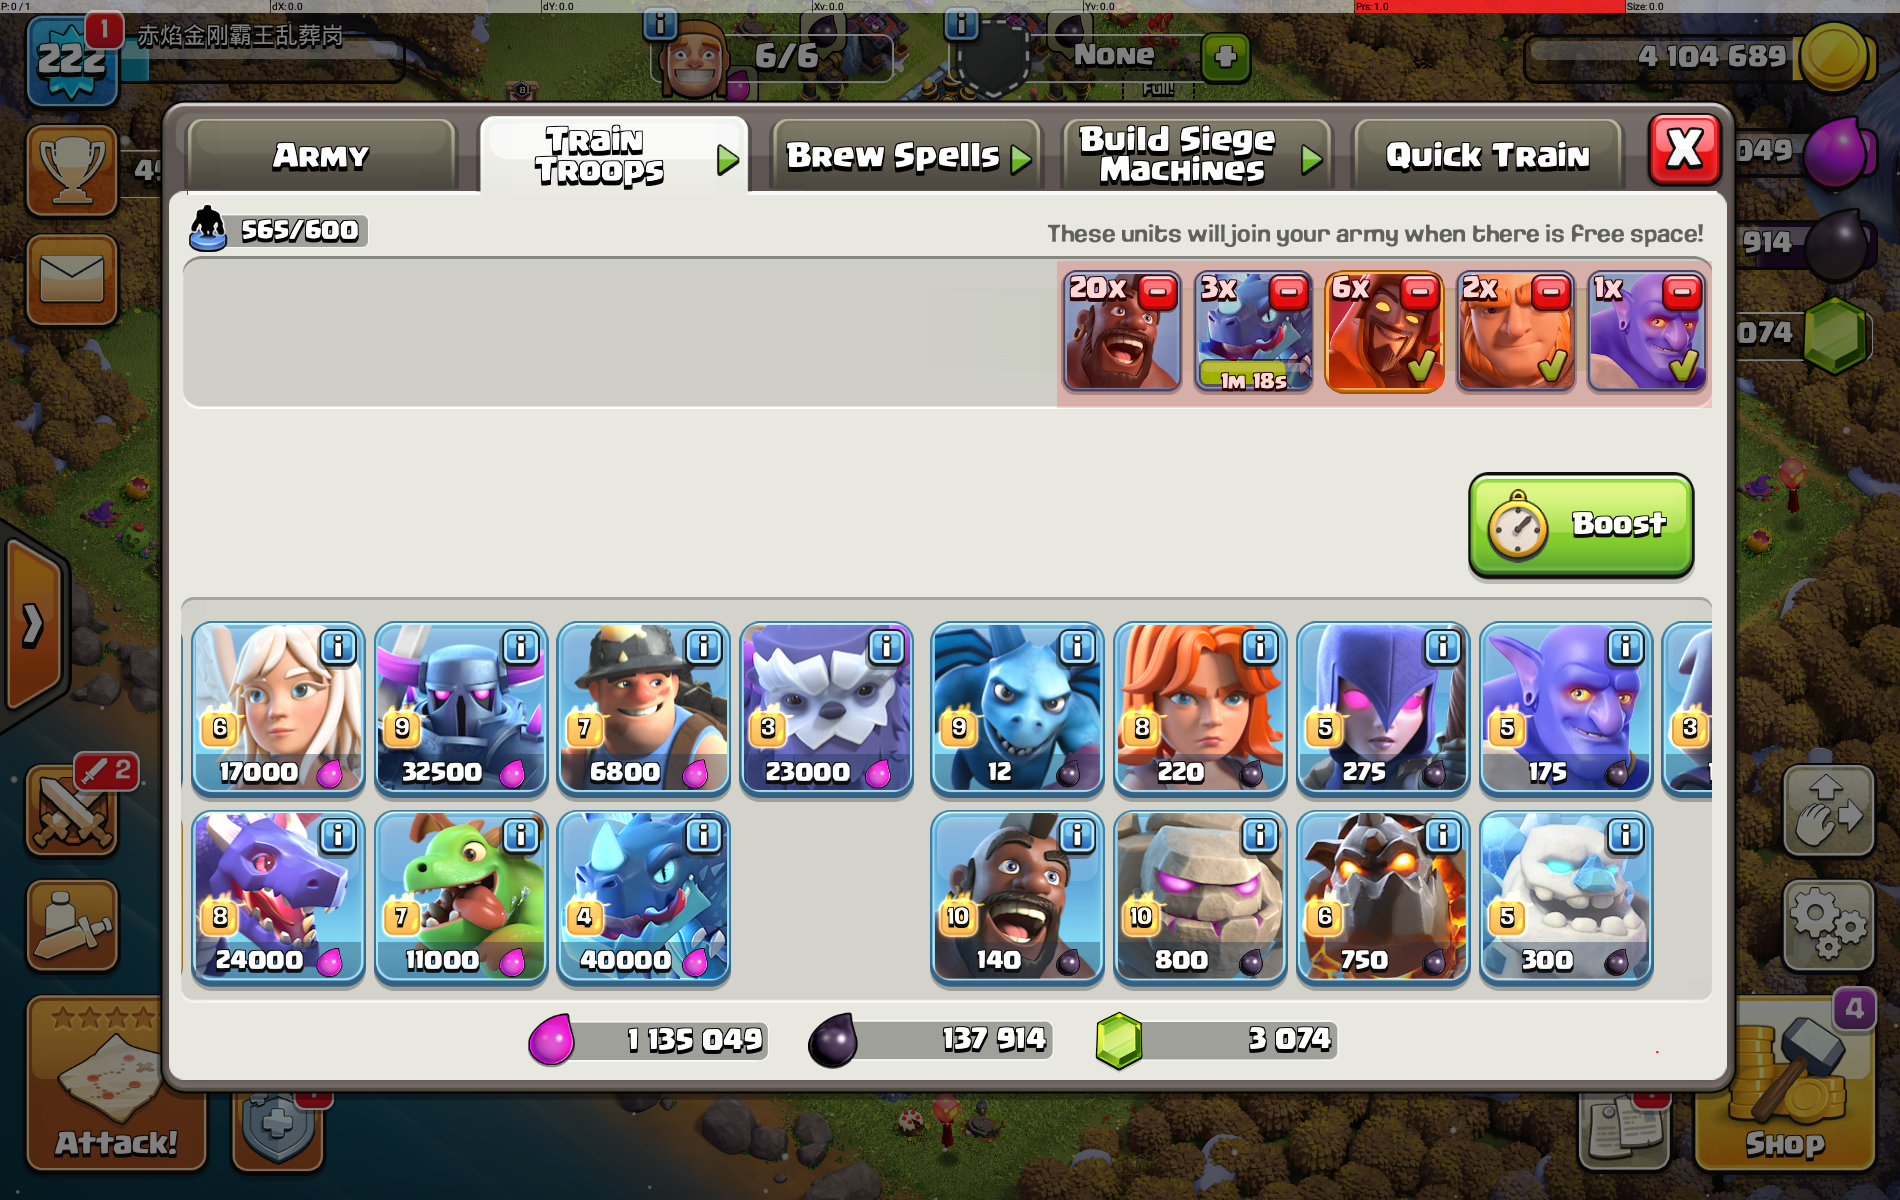 P: 0 / 1 dX: 0.0 dY: 0.0 Xv: 0.0 Yv: 0.0 Prs: 1.0 Size: 0.0
222 1 赤焰金刚霸王乱葬岗
6/6
None
4 104 689
8
Full!
049
914
074
Army
Train Troops
Brew Spells
Build Siege Machines
Quick Train
X
565/600
These units will join your army when there is free space!
20x
3x
6x
2x
1x
1m 18s
Boost
6 17000
9 32500
7 6800
3 23000
9 12
8 220
5 275
5 175
3
8 24000
7 11000
4 40000
10 140
10 800
6 750
5 300
1 135 049
137 914
3 074
2
4
Attack!
Shop